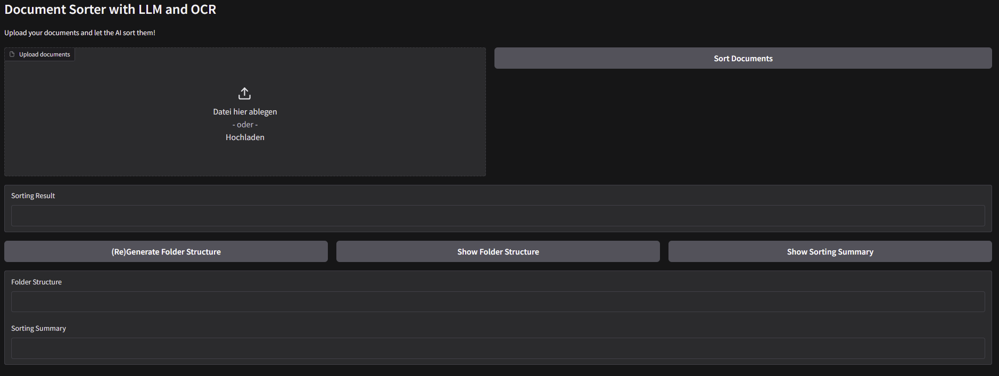 Document Sorter with LLM and OCR
Upload your documents and let the AI sort them!
Upload documents
Sort Documents
Datei hier ablegen
- oder -
Hochladen
Sorting Result
(Re)Generate Folder Structure
Show Folder Structure
Show Sorting Summary
Folder Structure
Sorting Summary